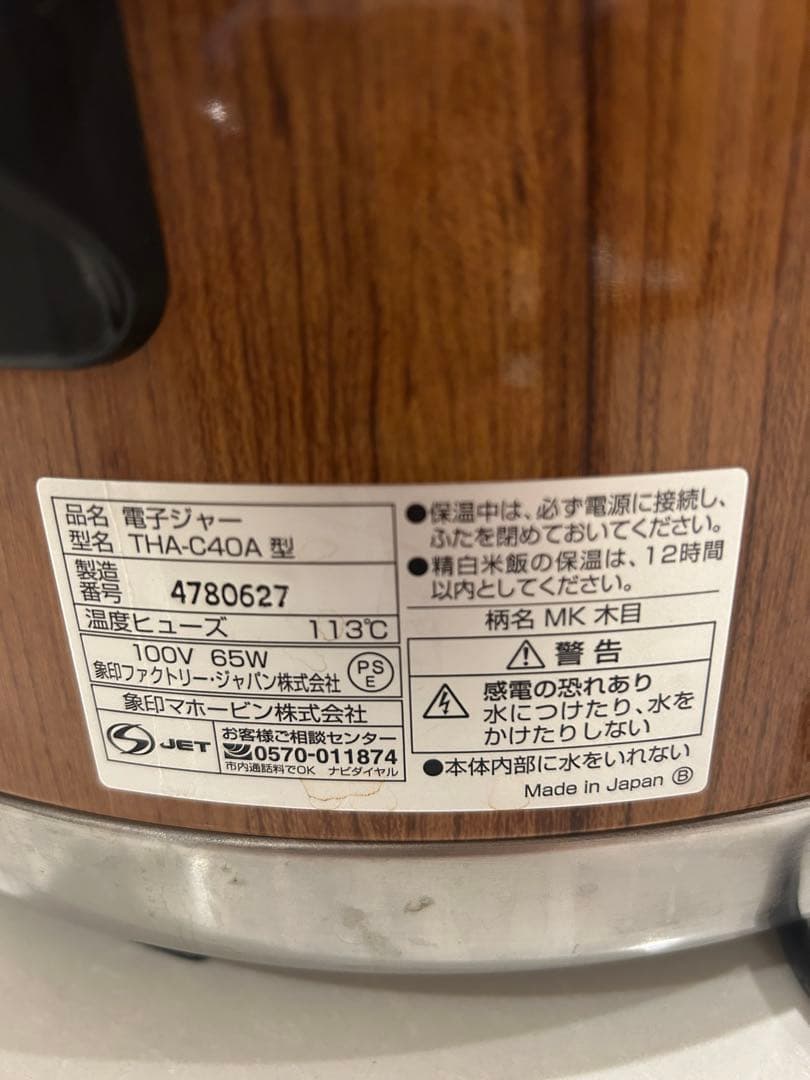 品名 電子ジャー
型名 THA-C40A 型
製造番号 4780627
温度ヒューズ 113℃
100V 65W
象印ファクトリー・ジャパン株式会社
PSE
象印マホービン株式会社
JET
お客様ご相談センター
0570-011874
市内通話料でOK ナビダイヤル
●保温中は、必ず電源に接続し、
ふたを閉めておいてください。
●精白米飯の保温は、12時間
以内としてください。
柄名 MK 木目
警告
感電の恐れあり
水につけたり、水を
かけたりしない
●本体内部に水をいれない
Made in Japan Ⓑ